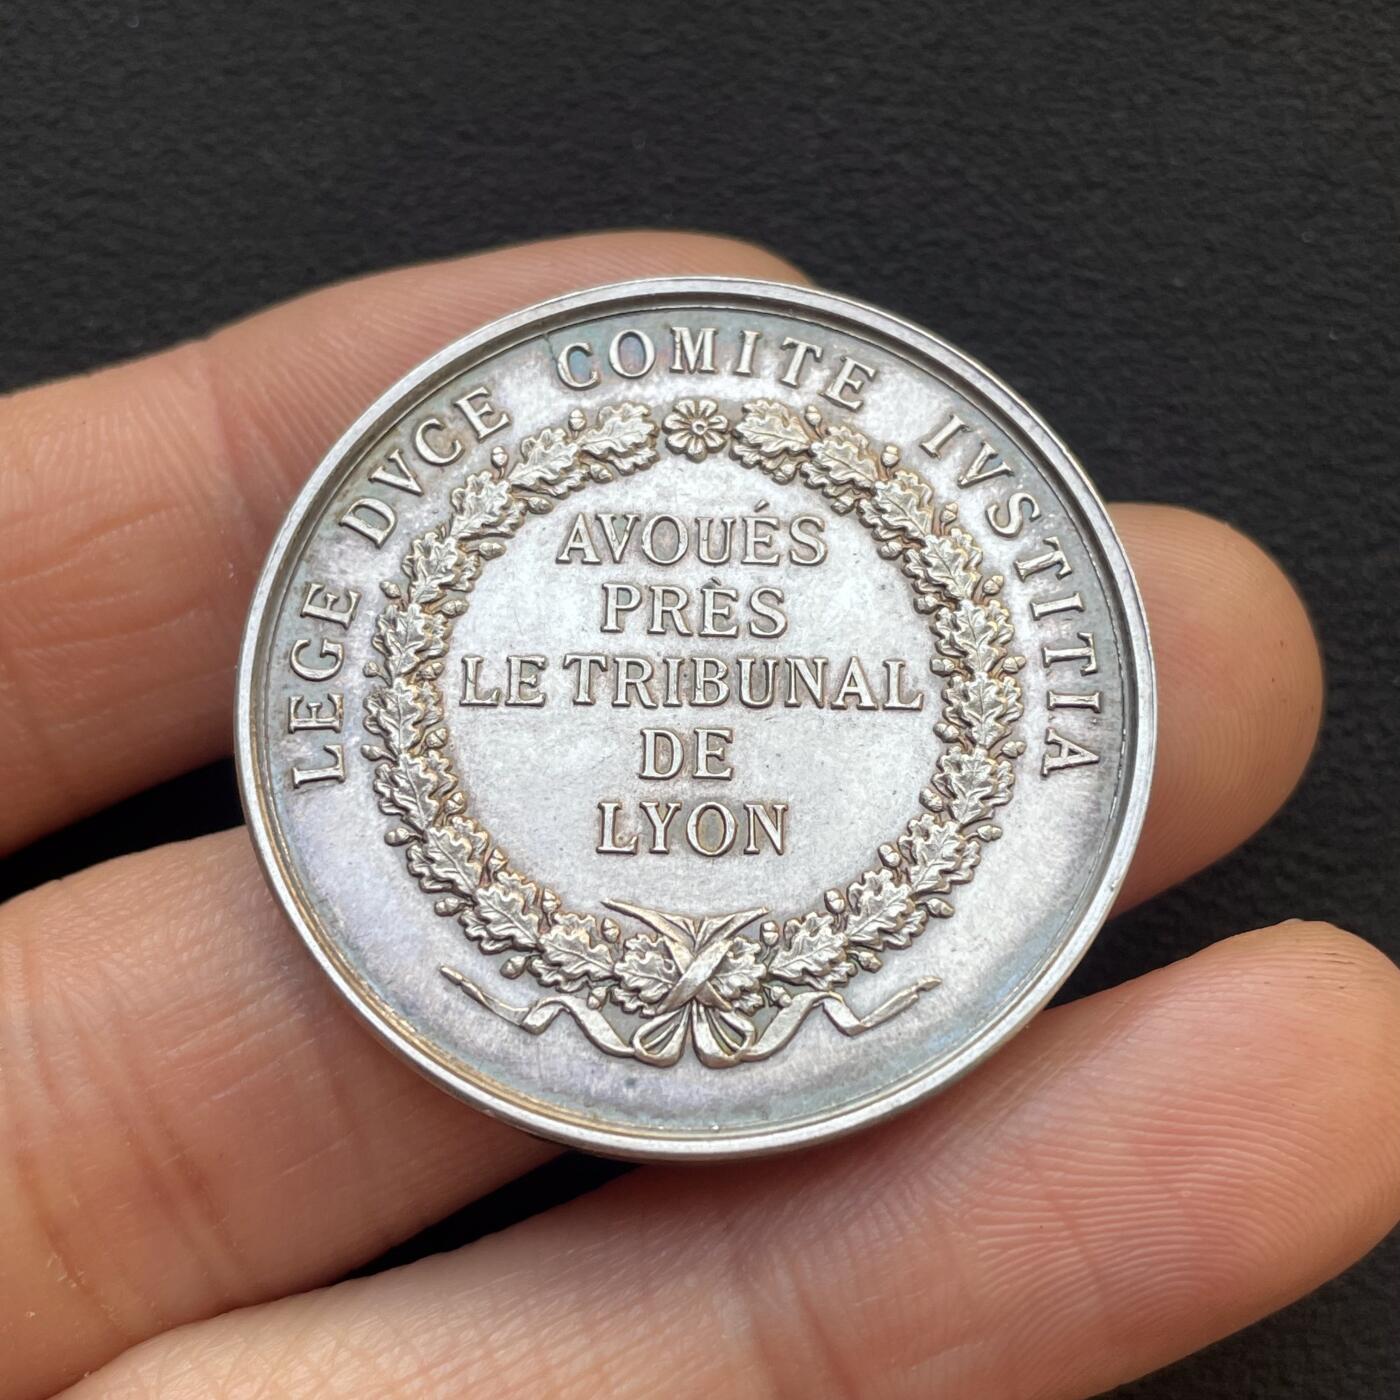 LEGE DVCE COMITE IVSTITIA
AVOUÉS
PRÈS
LE TRIBUNAL
DE
LYON